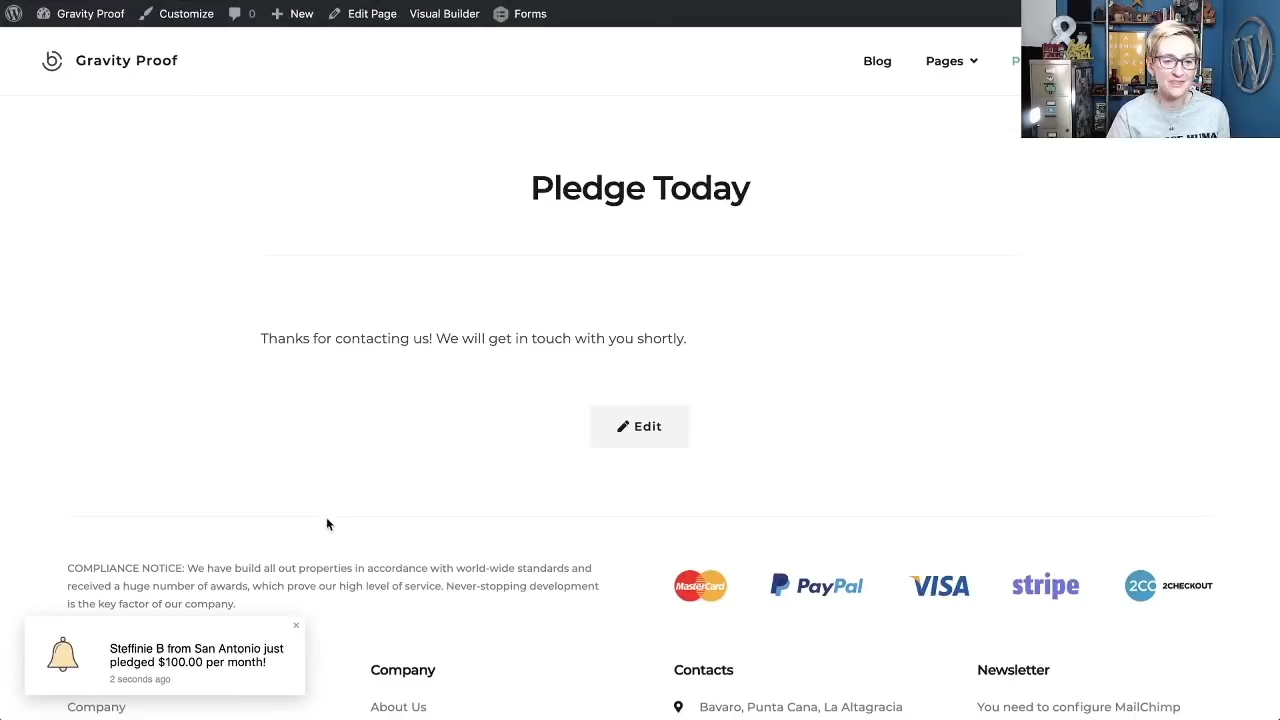 Gravity Proof
Customize
0
New
Edit Page
Visual Builder
Forms
Gravity Proof
Blog
Pages
P
Pledge Today
Thanks for contacting us! We will get in touch with you shortly.
Edit
COMPLIANCE NOTICE: We have build all out properties in accordance with world-wide standards and
received a huge number of awards, which prove our high level of service. Never-stopping development
is the key factor of our company.
MasterCard
PayPal
VISA
stripe
2CO 2CHECKOUT
Steffinie B from San Antonio just
pledged $100.00 per month!
2 seconds ago
Company
Contacts
Newsletter
Company
About Us
Bavaro, Punta Cana, La Altagracia
You need to configure MailChimp